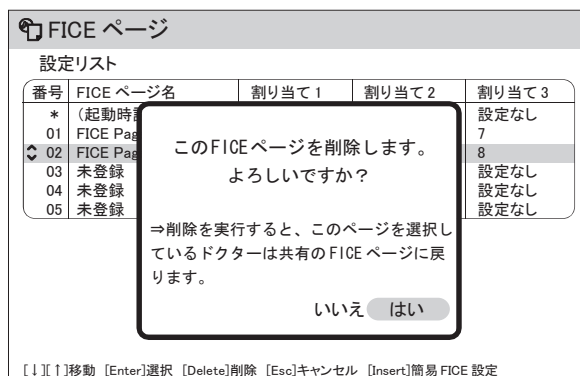 FICE ページ
設定リスト
番号 FICE ページ名 割り当て 1 割り当て 2 割り当て 3
* (起動時 設定なし
01 FICE Pag 7
02 FICE Pag 8
03 未登録 設定なし
04 未登録 設定なし
05 未登録 設定なし
このFICEページを削除します。
よろしいですか？
⇒削除を実行すると、このページを選択し
ているドクターは共有の FICE ページに戻
ります。
いいえ はい
[↓][↑]移動 [Enter]選択 [Delete]削除 [Esc]キャンセル [Insert]簡易 FICE 設定